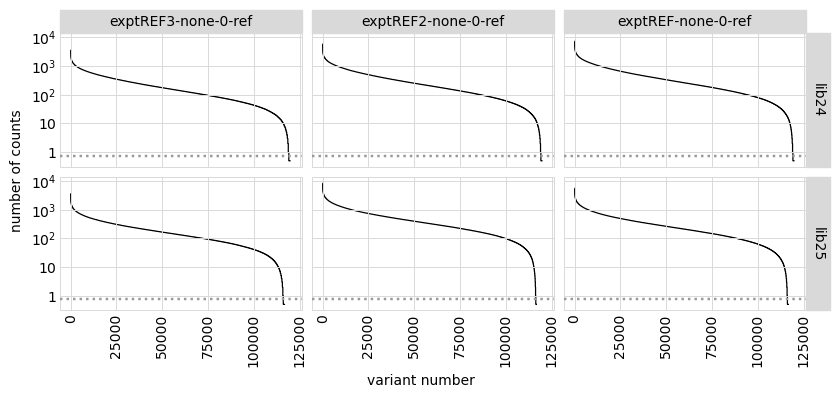 exptREF3-none-0-ref exptREF2-none-0-ref exptREF-none-0-ref
number of counts
10⁴
10³
10²
10
1
lib24
10⁴
10³
10²
10
1
lib25
0 25000 50000 75000 100000 125000 0 25000 50000 75000 100000 125000 0 25000 50000 75000 100000 125000
variant number